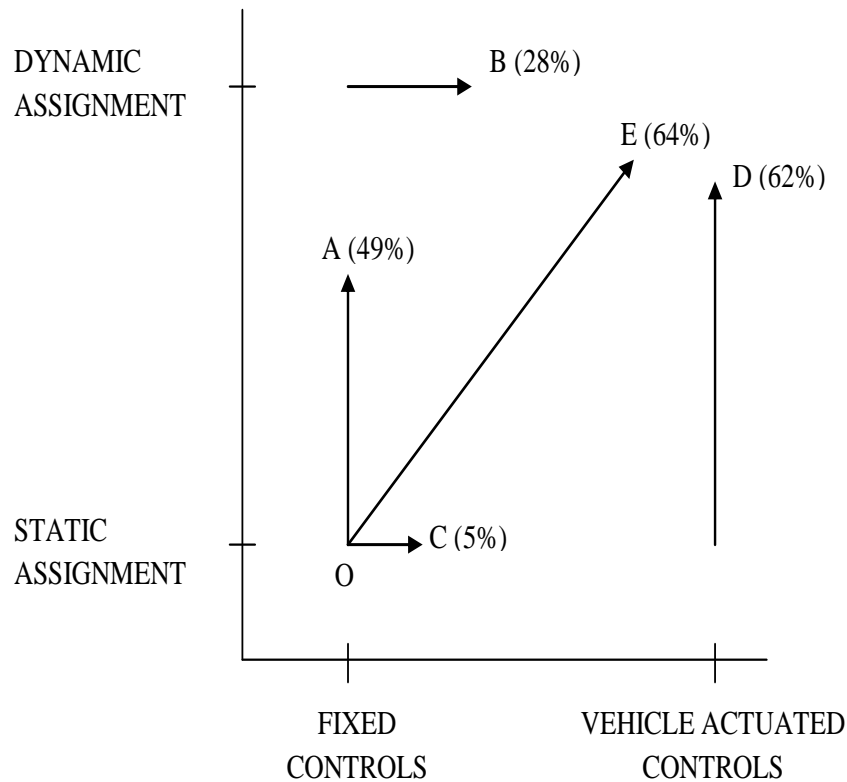 DYNAMIC
ASSIGNMENT
B (28%)
E (64%)
D (62%)
A (49%)
STATIC
ASSIGNMENT
C (5%)
O
FIXED
CONTROLS
VEHICLE ACTUATED
CONTROLS